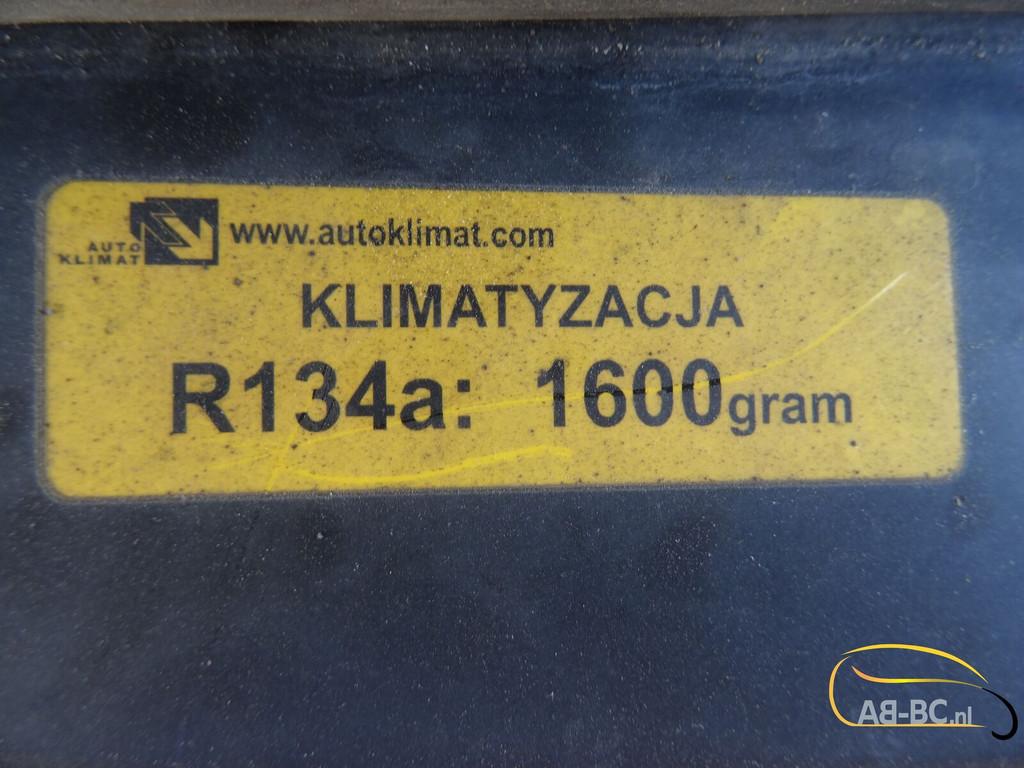 AUTO
KLIMAT
www.autoklimat.com
KLIMATYZACJA
R134a: 1600gram
AB-BC.nl